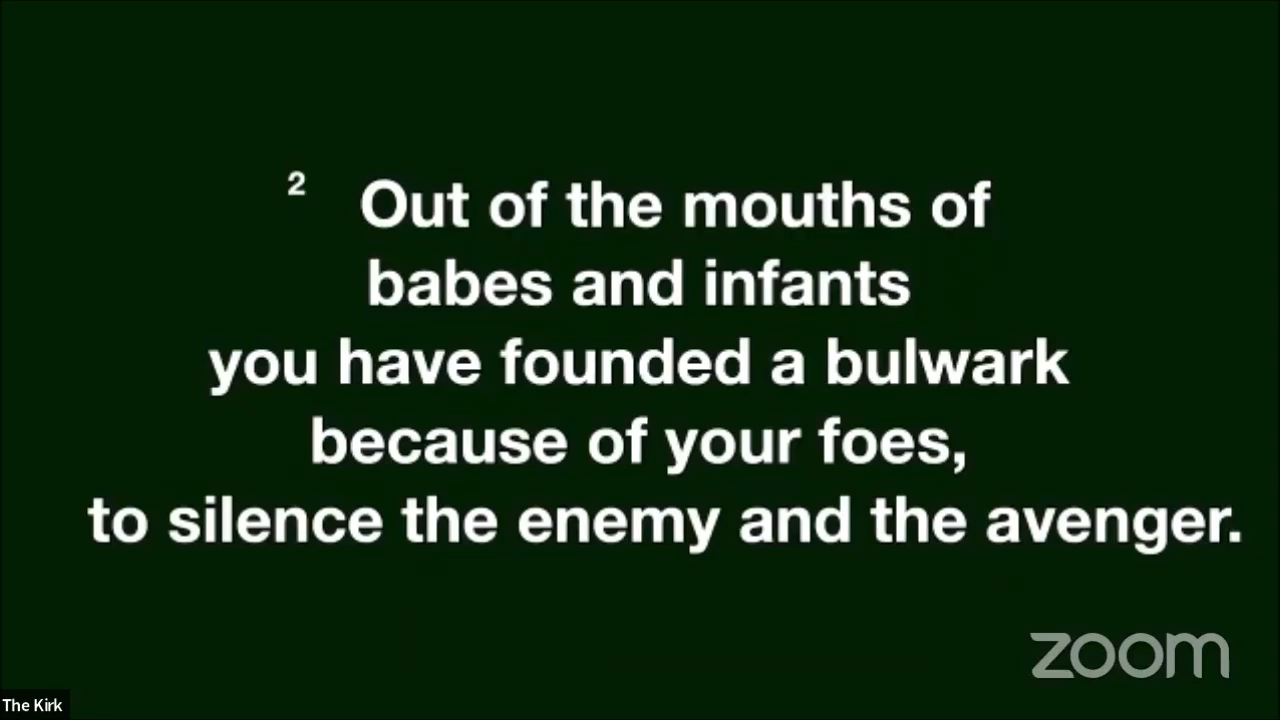 2 Out of the mouths of
babes and infants
you have founded a bulwark
because of your foes,
to silence the enemy and the avenger.
zoom
The Kirk